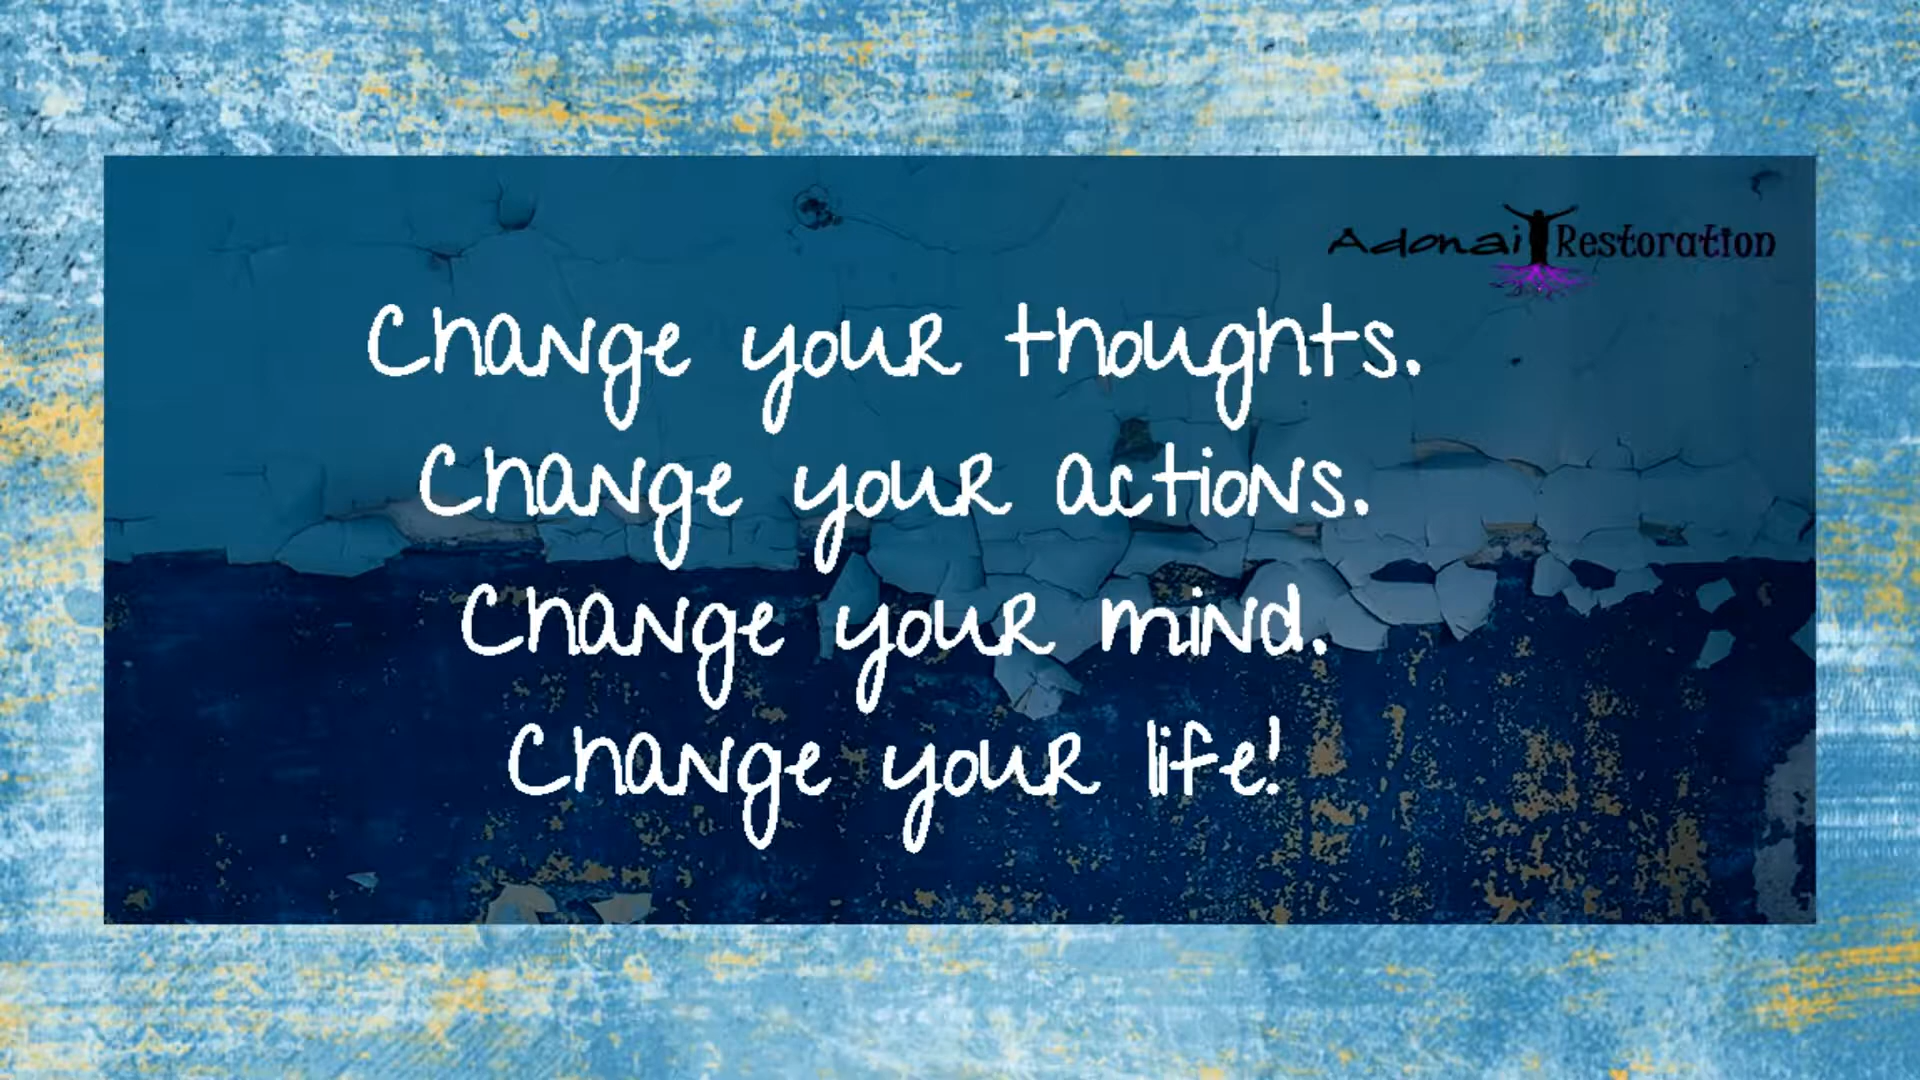 Adonai Restoration
Change your thoughts.
Change your actions.
Change your mind.
Change your life!